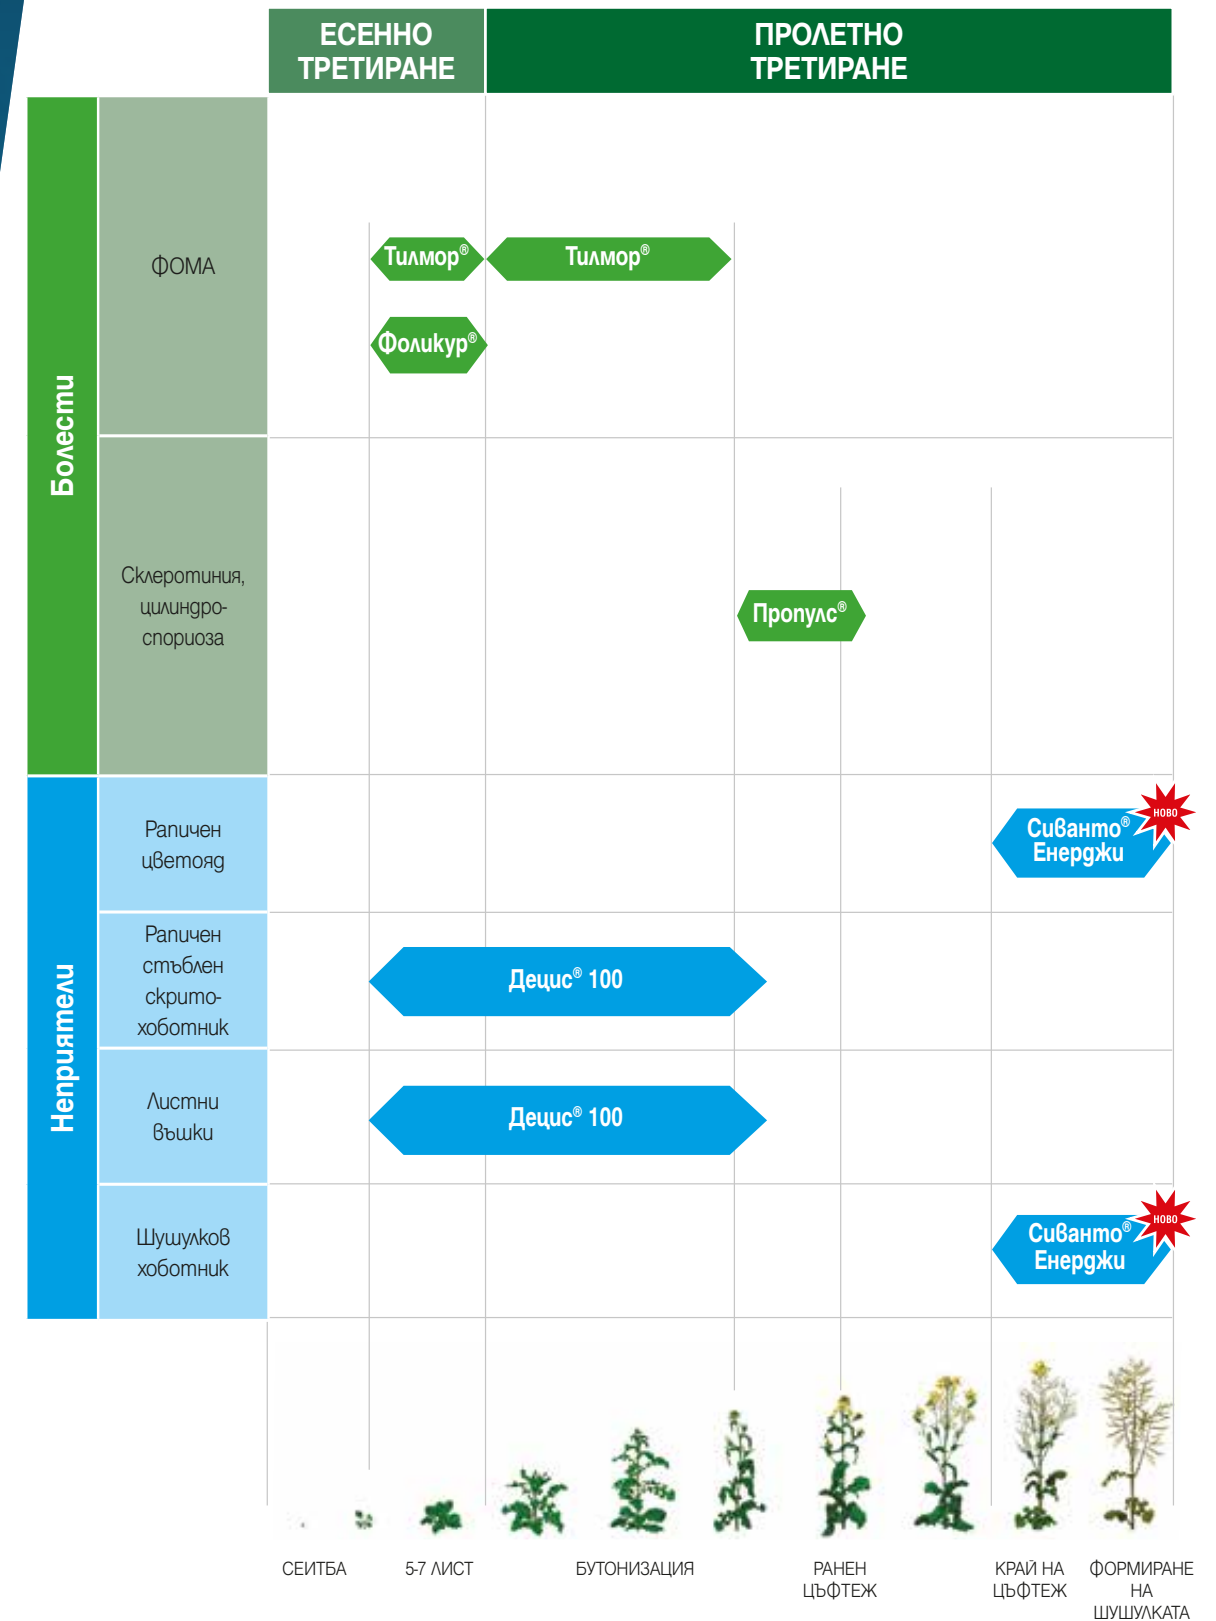 ЕСЕННО
ТРЕТИРАНЕ
ПРОЛЕТНО
ТРЕТИРАНЕ
Болести
ФОМА
Тилмор®
Тилмор®
Фоликур®
Склеротиния,
цилиндро-
спориоза
Пропулс®
Неприятели
Рапичен
цветояд
Сиванто®
Енерджи
НОВО
Рапичен
стъблен
скрито-
хоботник
Децис® 100
Листни
въшки
Децис® 100
Шушулков
хоботник
Сиванто®
Енерджи
НОВО
СЕИТБА
5-7 ЛИСТ
БУТОНИЗАЦИЯ
РАНЕН
ЦЪФТЕЖ
КРАЙ НА
ЦЪФТЕЖ
ФОРМИРАНЕ
НА
ШУШУЛКАТА